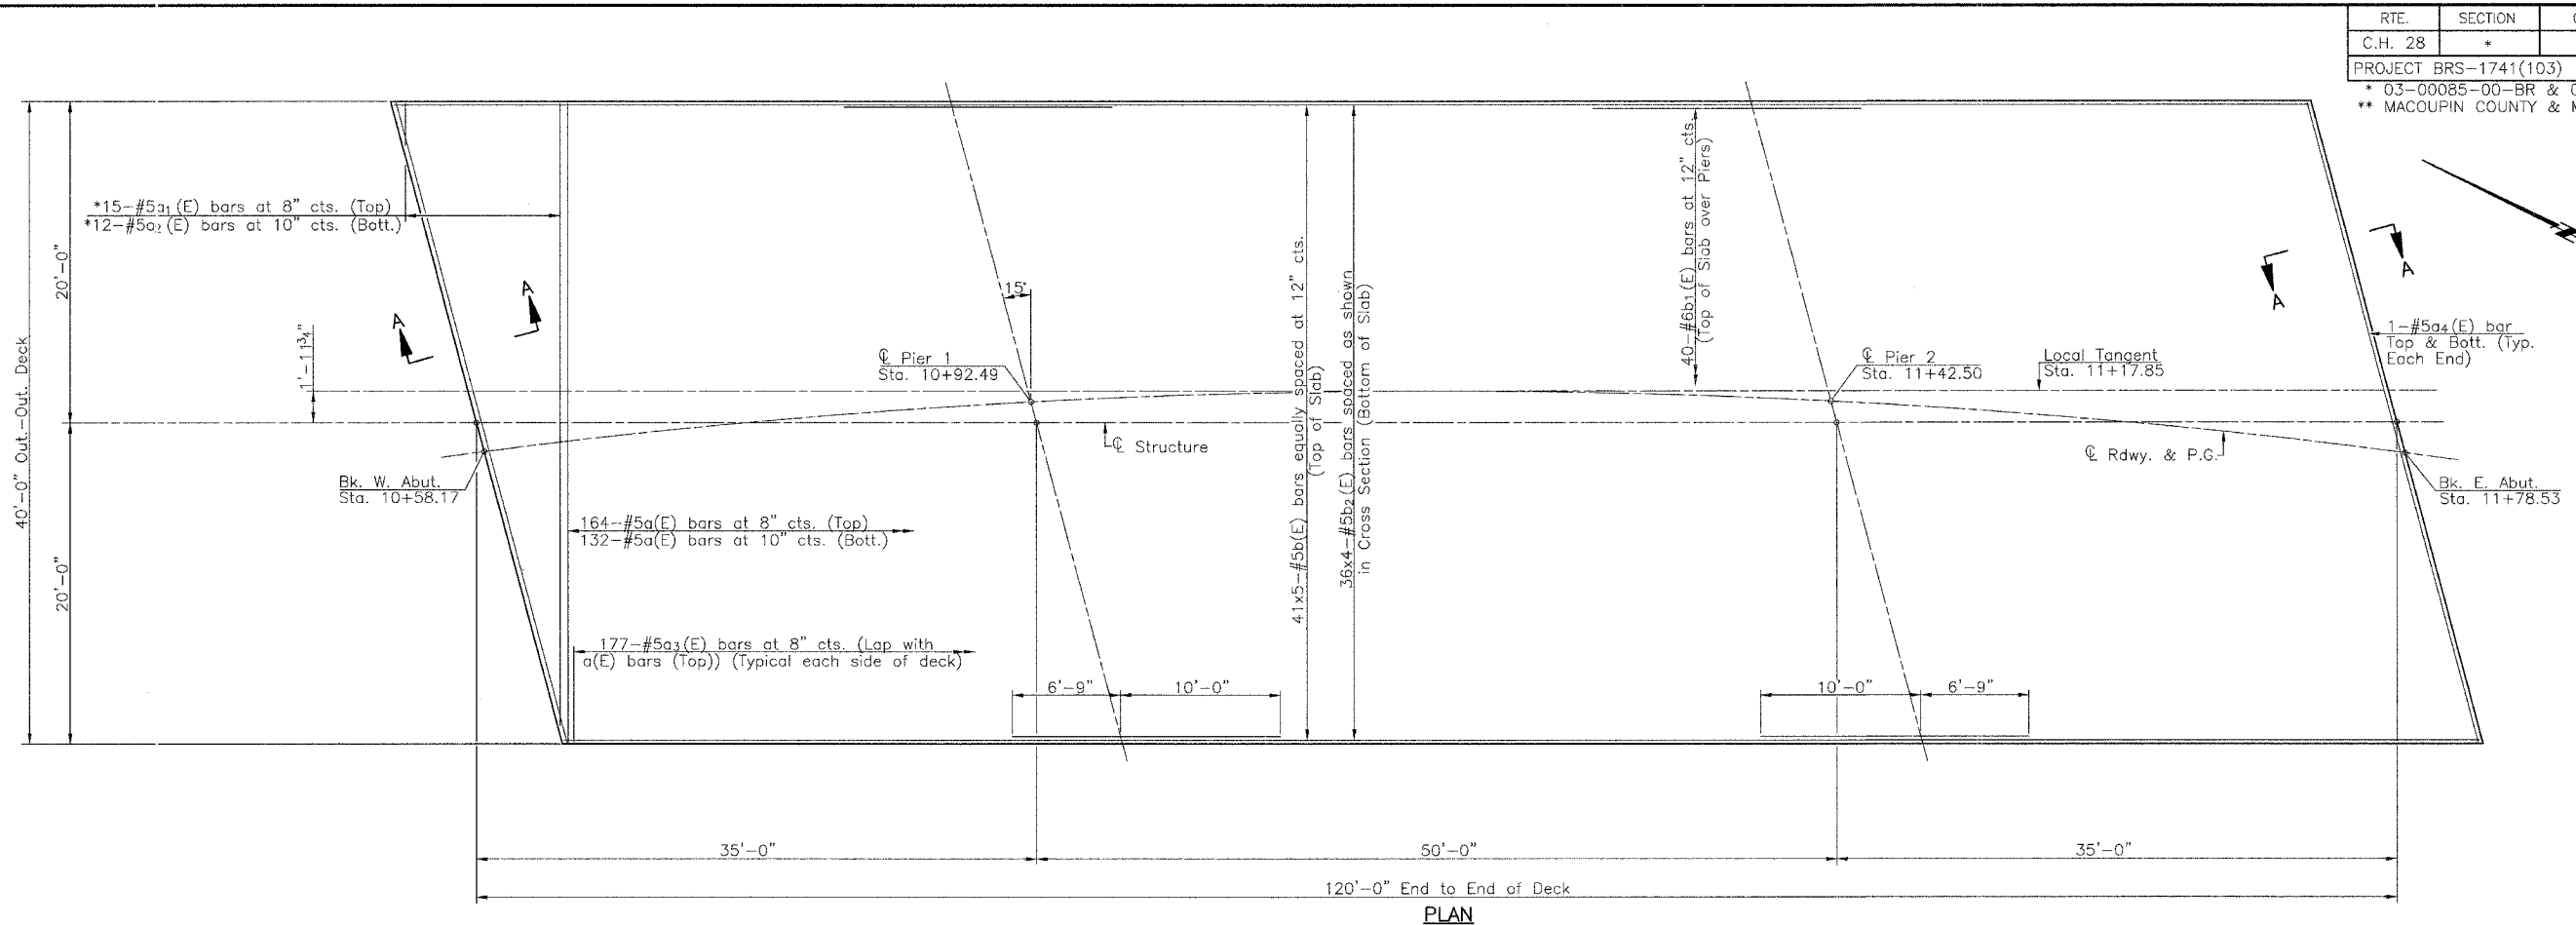 RTE. SECTION
C.H. 28 *
PROJECT BRS-1741(103)
* 03-00085-00-BR &
** MACOUPIN COUNTY &
40'-0" Out.-Out. Deck
20'-0"
20'-0"
*15-#5a1(E) bars at 8" cts. (Top)
*12-#5a2(E) bars at 10" cts. (Bott.)
1'-11¾"
A
A
Bk. W. Abut.
Sta. 10+58.17
15°
℄ Pier 1
Sta. 10+92.49
℄ Structure
164-#5a(E) bars at 8" cts. (Top)
132-#5a(E) bars at 10" cts. (Bott.)
177-#5a3(E) bars at 8" cts. (Lap with
a(E) bars (Top)) (Typical each side of deck)
6'-9"
10'-0"
41x5-#5b(E) bars equally spaced at 12" cts.
(Top of Slab)
36x4-#5b2(E) bars spaced as shown
in Cross Section (Bottom of Slab)
40-#6b1(E) bars at 12" cts.
(Top of Slab over Piers)
℄ Pier 2
Sta. 11+42.50
Local Tangent
Sta. 11+17.85
A
A
1-#5a4(E) bar
Top & Bott. (Typ.
Each End)
℄ Rdwy. & P.G.
Bk. E. Abut.
Sta. 11+78.53
10'-0"
6'-9"
35'-0"
50'-0"
35'-0"
120'-0" End to End of Deck
PLAN